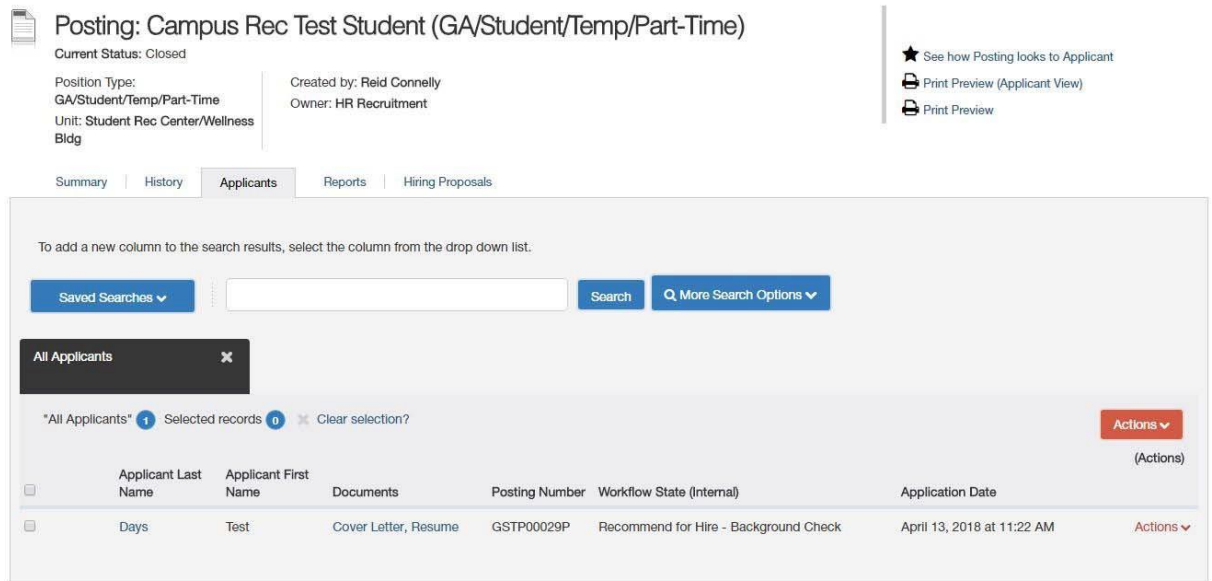 Posting: Campus Rec Test Student (GA/Student/Temp/Part-Time)
Current Status: Closed
Position Type:
GA/Student/Temp/Part-Time
Unit: Student Rec Center/Wellness
Bldg
Created by: Reid Connelly
Owner: HR Recruitment
See how Posting looks to Applicant
Print Preview (Applicant View)
Print Preview
Summary History Applicants Reports Hiring Proposals
To add a new column to the search results, select the column from the drop down list.
Saved Searches Search More Search Options
All Applicants
"All Applicants" 1 Selected records 0 Clear selection?
Actions
(Actions)
Applicant Last
Name
Applicant First
Name
Documents Posting Number Workflow State (Internal) Application Date
Days Test Cover Letter, Resume GSTP00029P Recommend for Hire - Background Check April 13, 2018 at 11:22 AM Actions